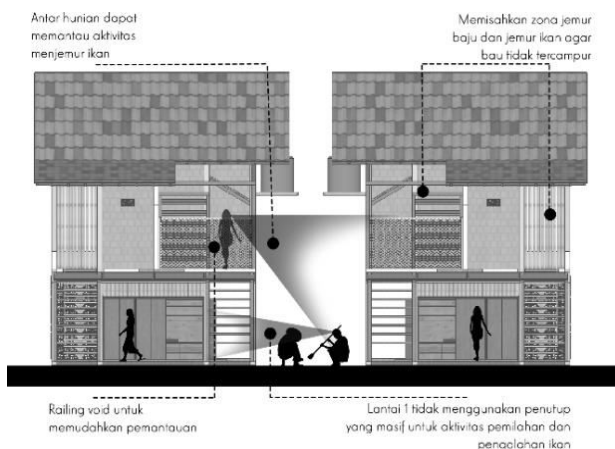 Antar hunian dapat
memantau aktivitas
menjemur ikan
Memisahkan zona jemur
baju dan jemur ikan agar
bau tidak tercampur
Railing void untuk
memudahkan pemantauan
Lantai 1 tidak menggunakan penutup
yang masif untuk aktivitas pemilahan dan
pengolahan ikan